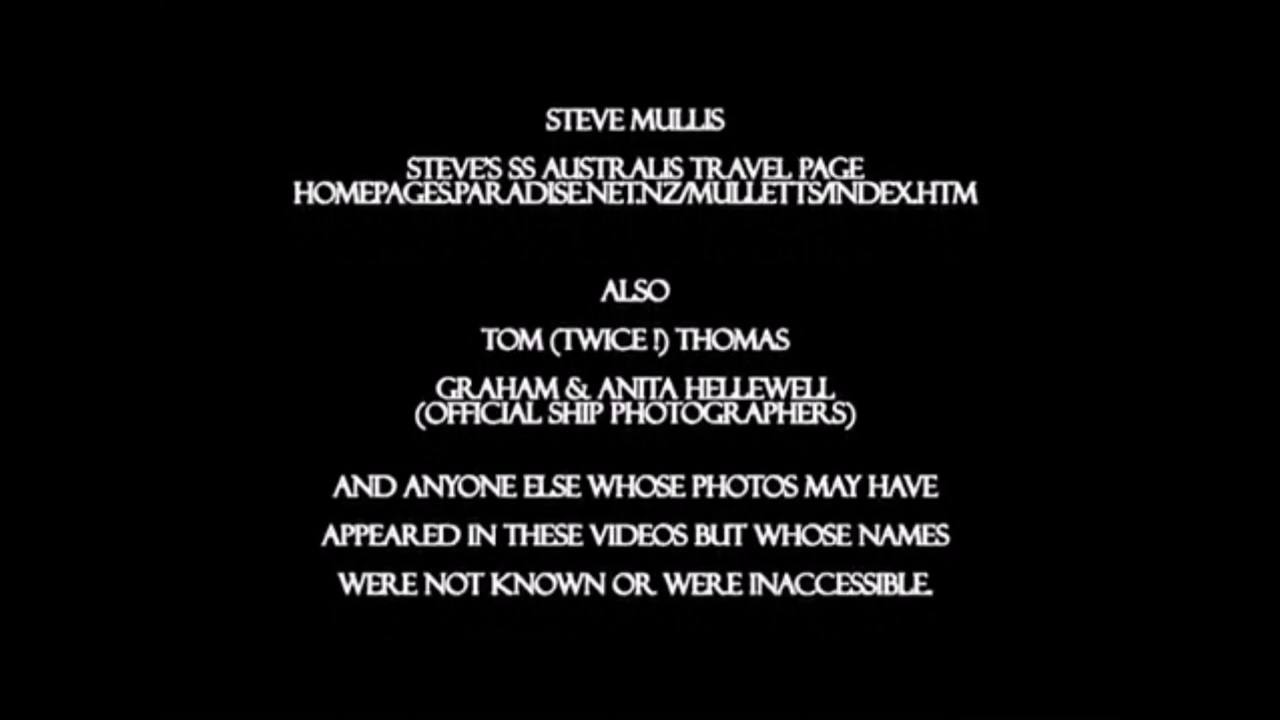 STEVE MULLIS
STEVE'S SS AUSTRALIS TRAVEL PAGE
HOMEPAGES.PARADISE.NET.NZ/MULLETTS/INDEX.HTM
ALSO
TOM (TWICE !) THOMAS
GRAHAM & ANITA HELLEWELL
(OFFICIAL SHIP PHOTOGRAPHERS)
AND ANYONE ELSE WHOSE PHOTOS MAY HAVE
APPEARED IN THESE VIDEOS BUT WHOSE NAMES
WERE NOT KNOWN OR WERE INACCESSIBLE.